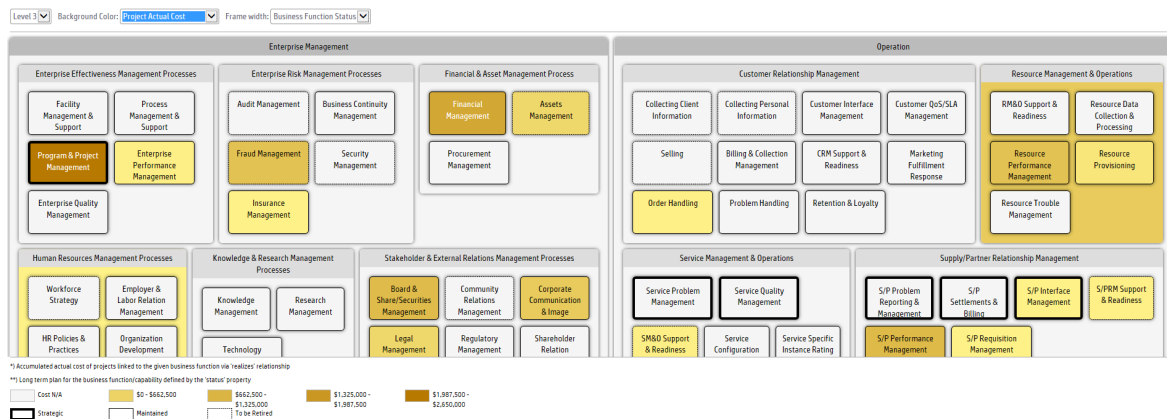 Level 3 Background Color: Project Actual Cost Frame width: Business Function Status
Enterprise Management
Operation
Enterprise Effectiveness Management Processes
Enterprise Risk Management Processes
Financial & Asset Management Process
Customer Relationship Management
Resource Management & Operations
Facility
Management &
Support
Process
Management &
Support
Audit Management
Business Continuity
Management
Financial
Management
Assets
Management
Collecting Client
Information
Collecting Personal
Information
Customer Interface
Management
Customer QoS/SLA
Management
RM&O Support &
Readiness
Resource Data
Collection &
Processing
Program & Project
Management
Enterprise
Performance
Management
Fraud Management
Security
Management
Procurement
Management
Selling
Billing & Collection
Management
CRM Support &
Readiness
Marketing
Fulfillment
Response
Resource
Performance
Management
Resource
Provisioning
Enterprise Quality
Management
Insurance
Management
Order Handling
Problem Handling
Retention & Loyalty
Resource Trouble
Management
Human Resources Management Processes
Knowledge & Research Management
Processes
Stakeholder & External Relations Management Processes
Service Management & Operations
Supply/Partner Relationship Management
Workforce
Strategy
Employer &
Labor Relation
Management
Knowledge
Management
Research
Management
Board &
Share/Securities
Management
Community
Relations
Management
Corporate
Communication
& Image
Service Problem
Management
Service Quality
Management
S/P Problem
Reporting &
Management
S/P
Settlements &
Billing
S/P Interface
Management
S/PRM Support
& Readiness
HR Policies &
Practices
Organization
Development
Technology
Legal
Management
Regulatory
Management
Shareholder
Relation
SM&O Support
& Readiness
Service
Configuration
Service Specific
Instance Rating
S/P Performance
Management
S/P Requisition
Management
*) Accumulated actual cost of projects linked to the given business function via 'realizes' relationship
**) Long term plan for the business function/capability defined by the 'status' property
Cost N/A
$0 - $662,500
$662,500 -
$1,325,000
$1,325,000 -
$1,987,500
$1,987,500 -
$2,650,000
Strategic
Maintained
To be Retired